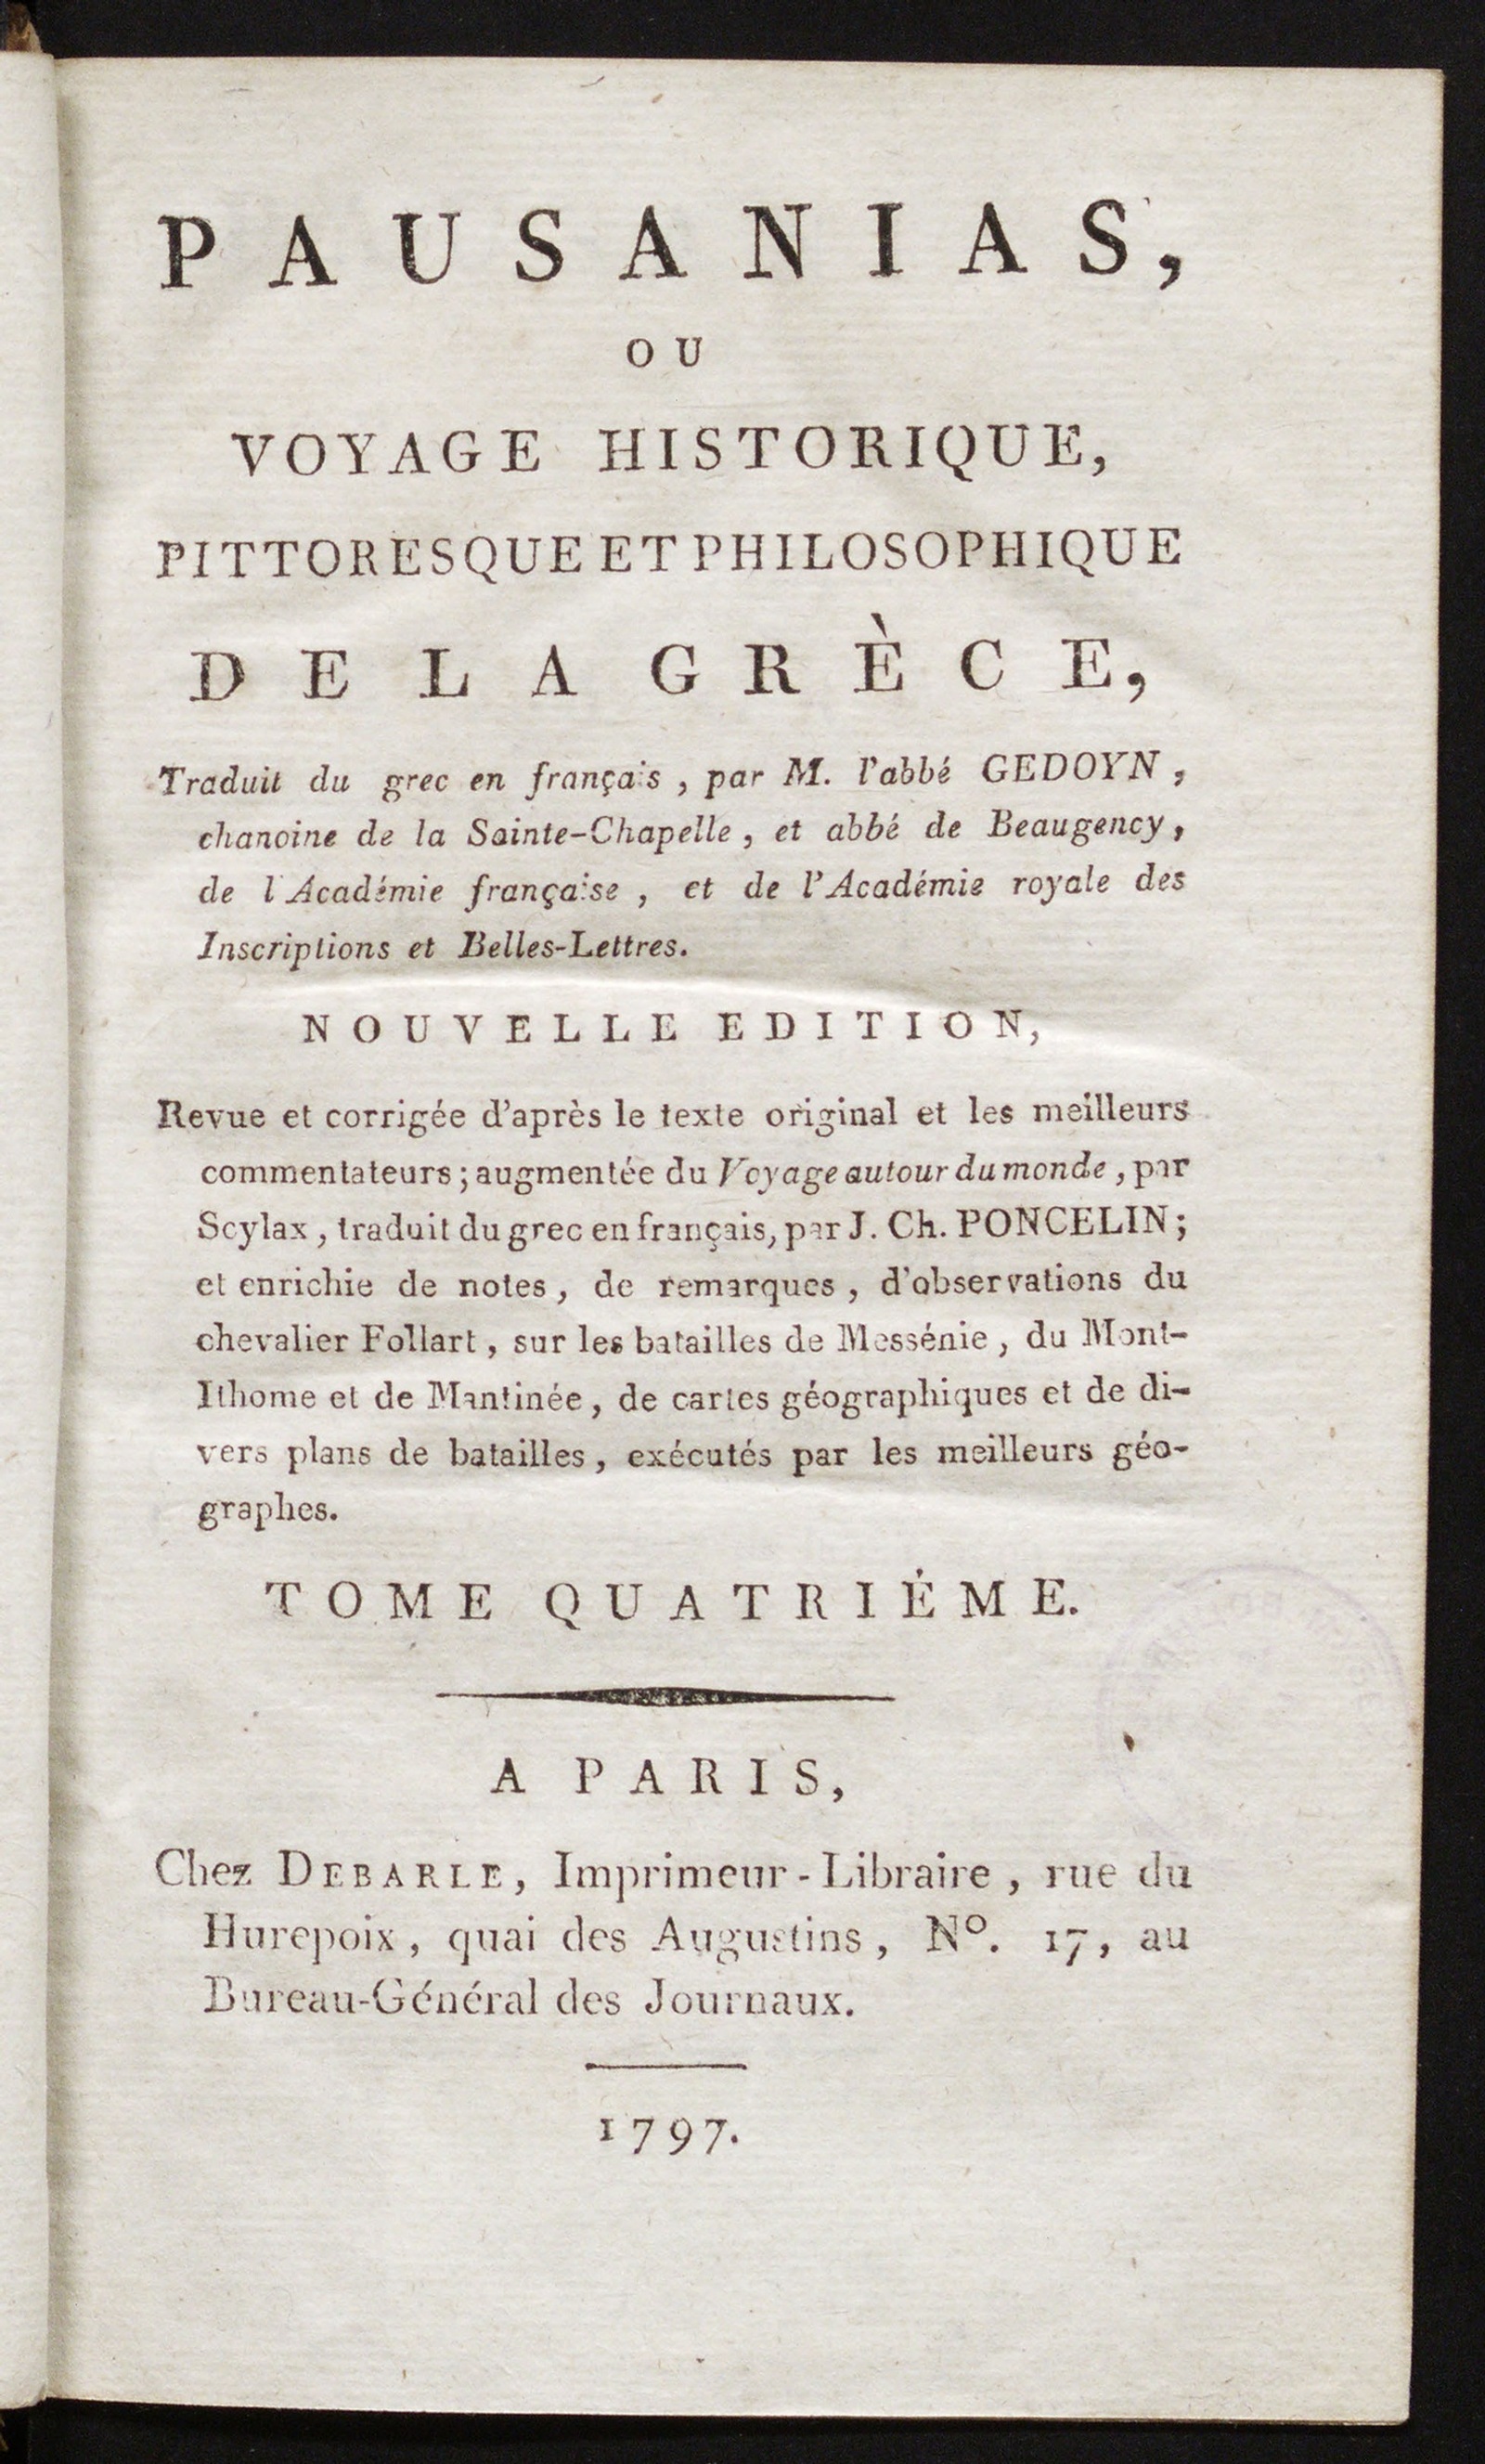 PAUSANIAS,
OU
VOYAGE HISTORIQUE,
PITTORESQUE ET PHILOSOPHIQUE
DE LA GRÈCE,
Traduit du grec en français, par M. l'abbé GEDOYN,
chanoine de la Sainte-Chapelle, et abbé de Beaugency,
de l'Académie française, et de l'Académie royale des
Inscriptions et Belles-Lettres.
NOUVELLE EDITION,
Revue et corrigée d'après le texte original et les meilleurs
commentateurs; augmentée du Voyage autour du monde, par
Scylax, traduit du grec en français, par J. Ch. PONCELIN;
et enrichie de notes, de remarques, d'observations du
chevalier Follart, sur les batailles de Messénie, du Mont-
Ithome et de Mantinée, de cartes géographiques et de di-
vers plans de batailles, exécutés par les meilleurs géo-
graphes.
TOME QUATRIÉME.
A PARIS,
Chez DEBARLE, Imprimeur-Libraire, rue du
Hurepoix, quai des Augustins, Nº. 17, au
Bureau-Général des Journaux.
1797.